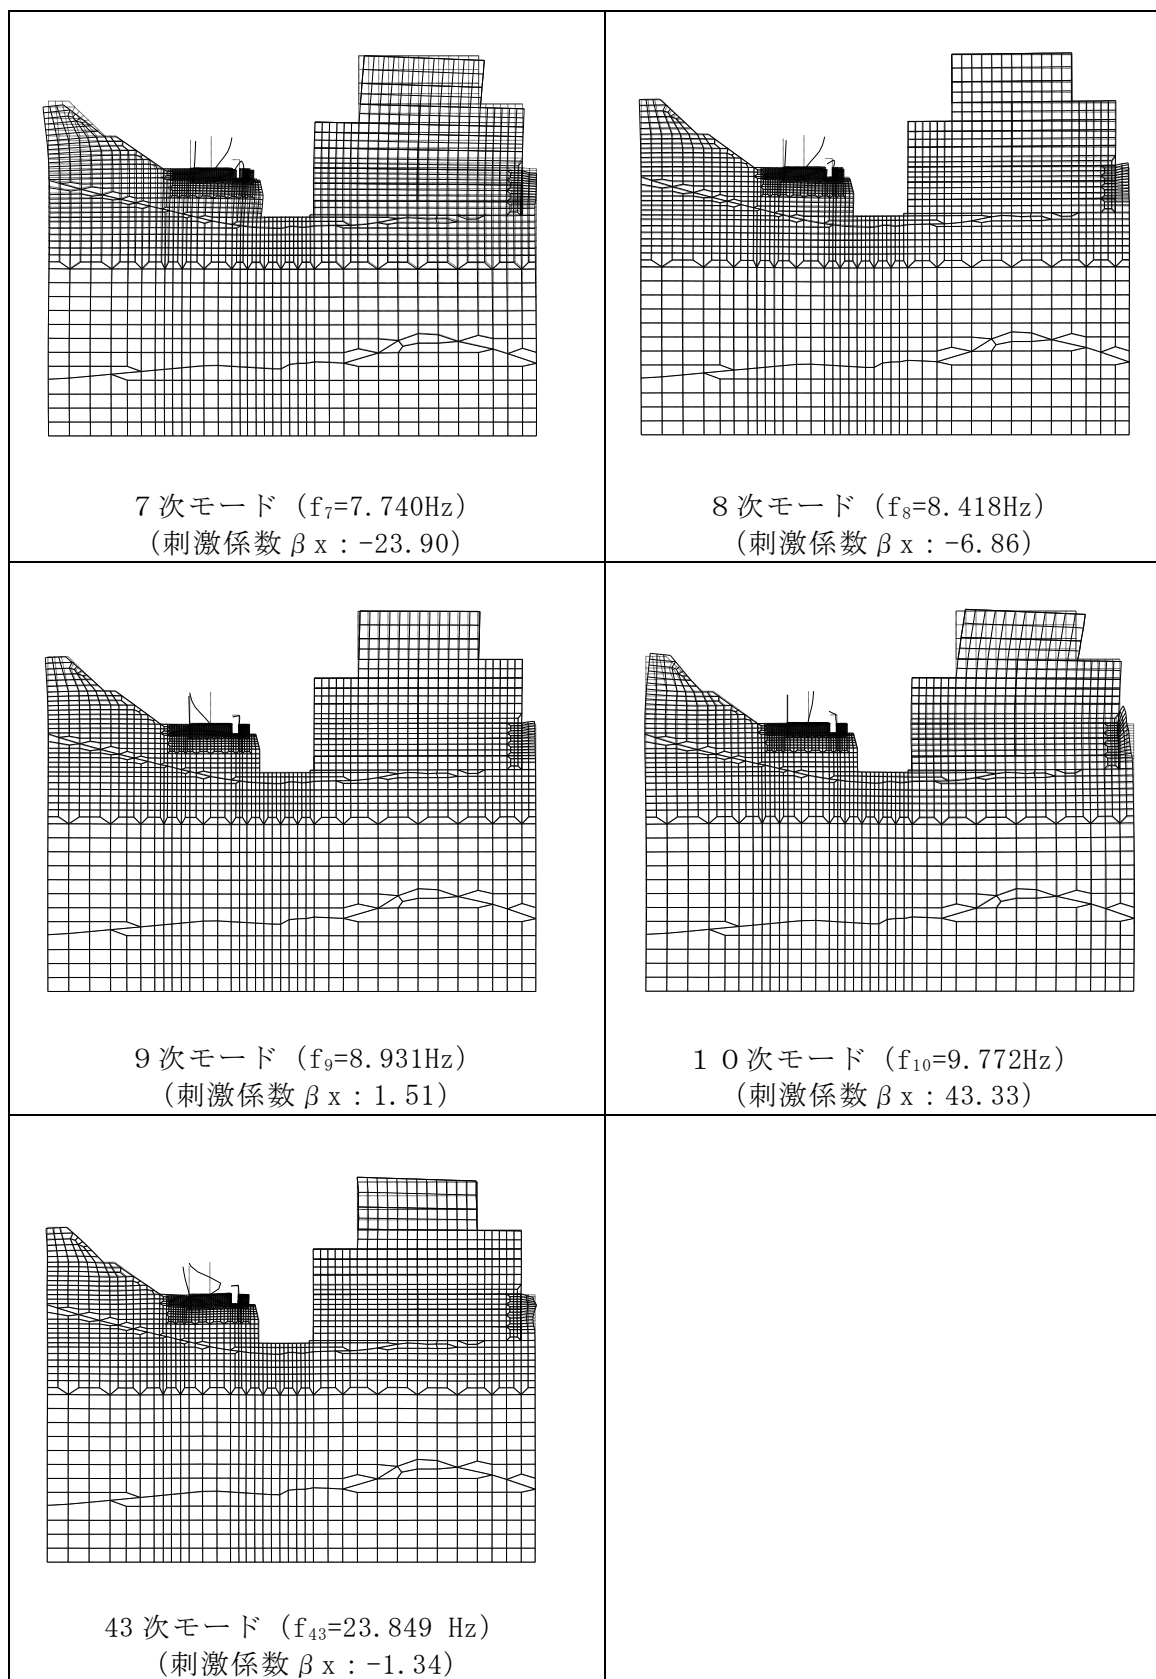 ７次モード（f₇=7.740Hz）
（刺激係数βx：-23.90）
８次モード（f₈=8.418Hz）
（刺激係数βx：-6.86）
９次モード（f₉=8.931Hz）
（刺激係数βx：1.51）
１０次モード（f₁₀=9.772Hz）
（刺激係数βx：43.33）
43次モード（f₄₃=23.849 Hz）
（刺激係数βx：-1.34）